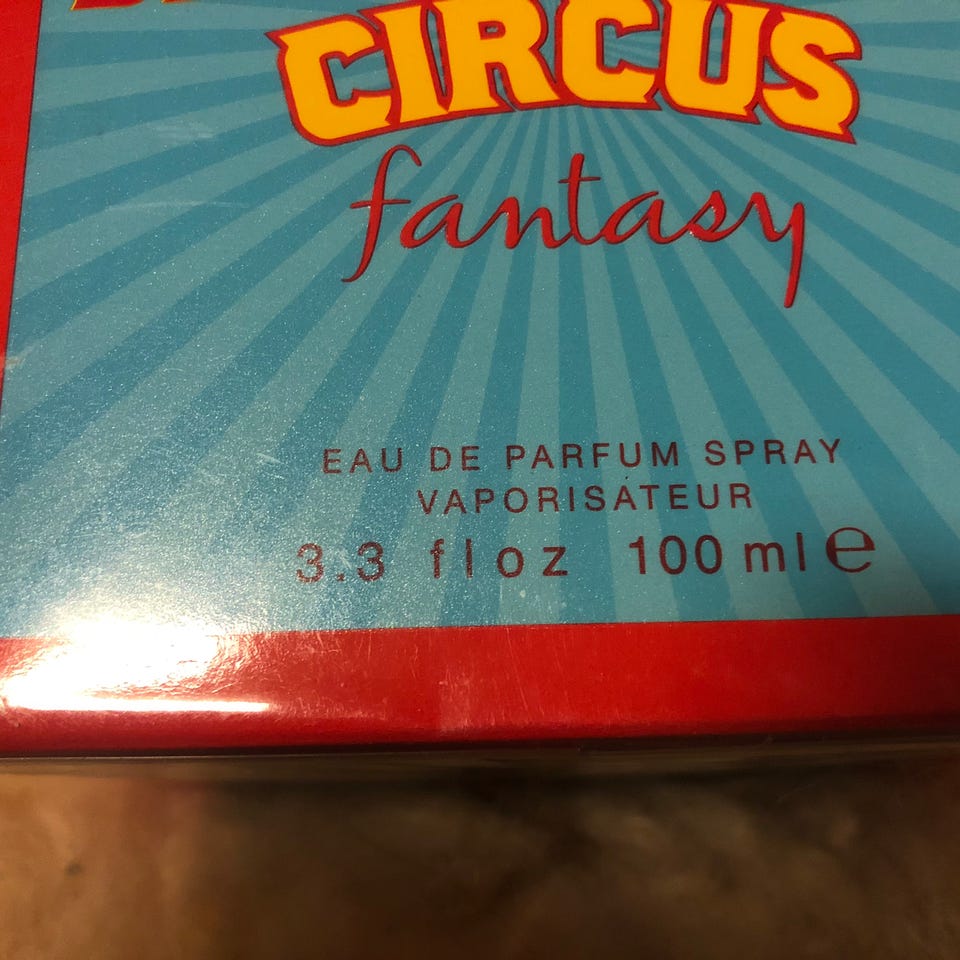 CIRCUS
fantasy
EAU DE PARFUM SPRAY
VAPORISATEUR
3.3 fl oz 100 ml e